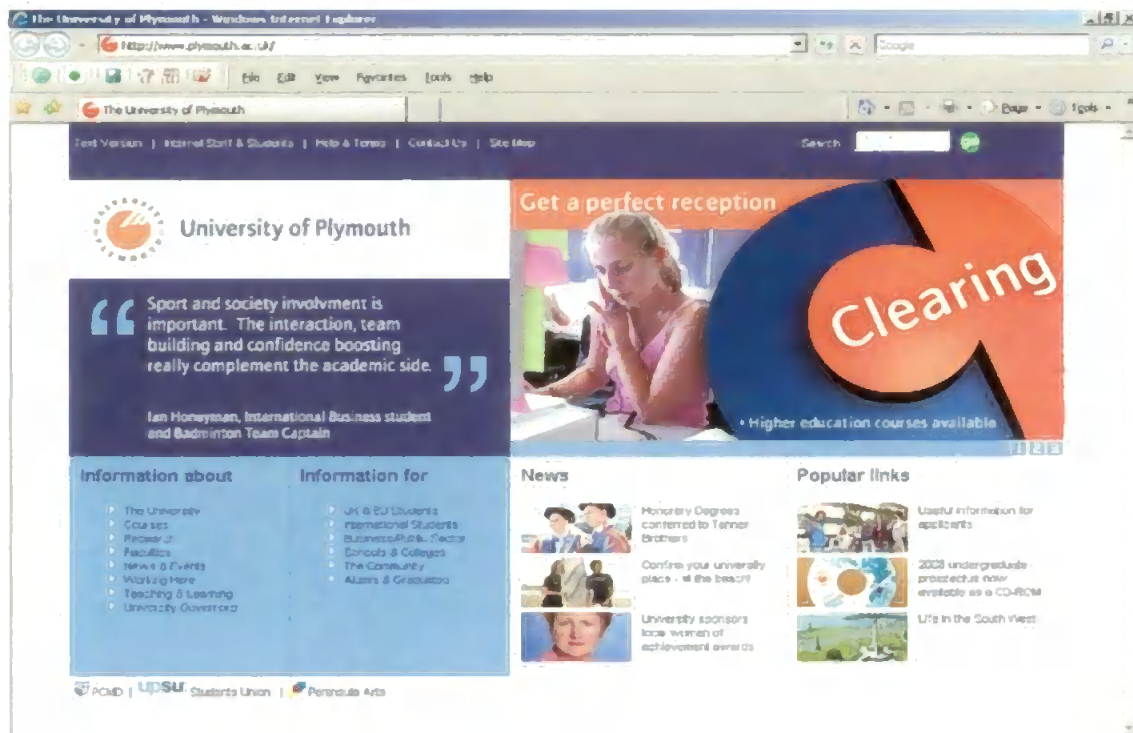 The University of Plymouth - Windows Internet Explorer
http://www.plymouth.ac.uk/
Google
File Edit View Favorites Tools Help
The University of Plymouth
Page Tools
Text Version | Internal Staff & Students | Help & Terms | Contact Us | Site Map
Search
University of Plymouth
Get a perfect reception
Clearing
• Higher education courses available
1 2 3
“ Sport and society involvment is
important. The interaction, team
building and confidence boosting
really complement the academic side. ”
Ian Honeyman, International Business student
and Badminton Team Captain
Information about
The University
Courses
Research
Faculties
News & Events
Working Here
Teaching & Learning
University Governors
Information for
UK & EU Students
International Students
Business/Public Sector
Schools & Colleges
The Community
Alumni & Graduates
News
Honorary Degrees
conferred to Tanner
Brothers
Confirm your university
place - at the beach!
University sponsors
local women of
achievement awards
Popular links
Useful information for
applicants
2008 undergraduate
prospectus now
available as a CD-ROM
Life in the South West
PCMD | UPSU Students Union | Peninsula Arts